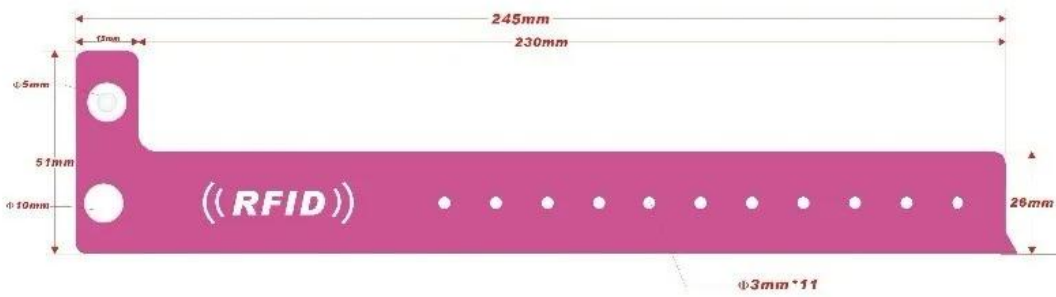 245mm
15mm
230mm
Φ5mm
51mm
Φ10mm
((RFID))
26mm
Φ3mm*11